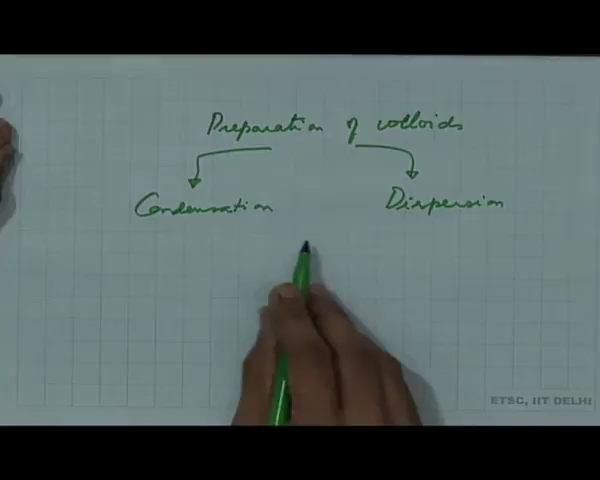 Preparation of colloids
Condensation Dispersion
ETSC, IIT DELHI